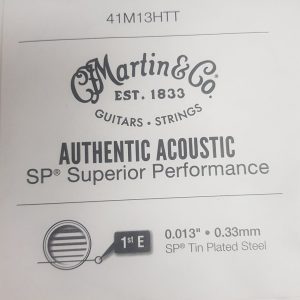 41M13HTT
C.F. Martin & Co.
EST. 1833
GUITARS · STRINGS
AUTHENTIC ACOUSTIC
SP® Superior Performance
1st E
0.013" • 0.33mm
SP® Tin Plated Steel